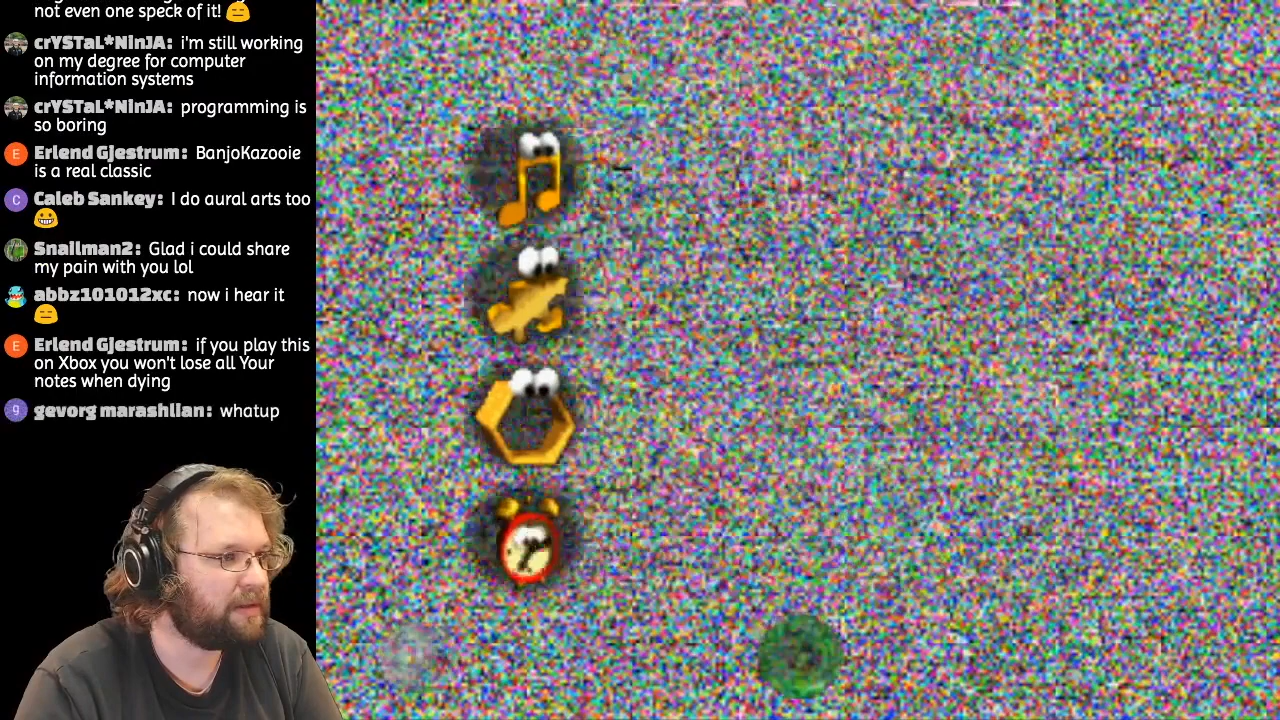 not even one speck of it! 😑
crYSTaL*NinJA: i'm still working
on my degree for computer
information systems
crYSTaL*NinJA: programming is
so boring
Erlend Gjestrum: BanjoKazooie
is a real classic
Caleb Sankey: I do aural arts too
😀
Snailman2: Glad i could share
my pain with you lol
abbz101012xc: now i hear it
😑
Erlend Gjestrum: if you play this
on Xbox you won't lose all Your
notes when dying
gevorg marashlian: whatup